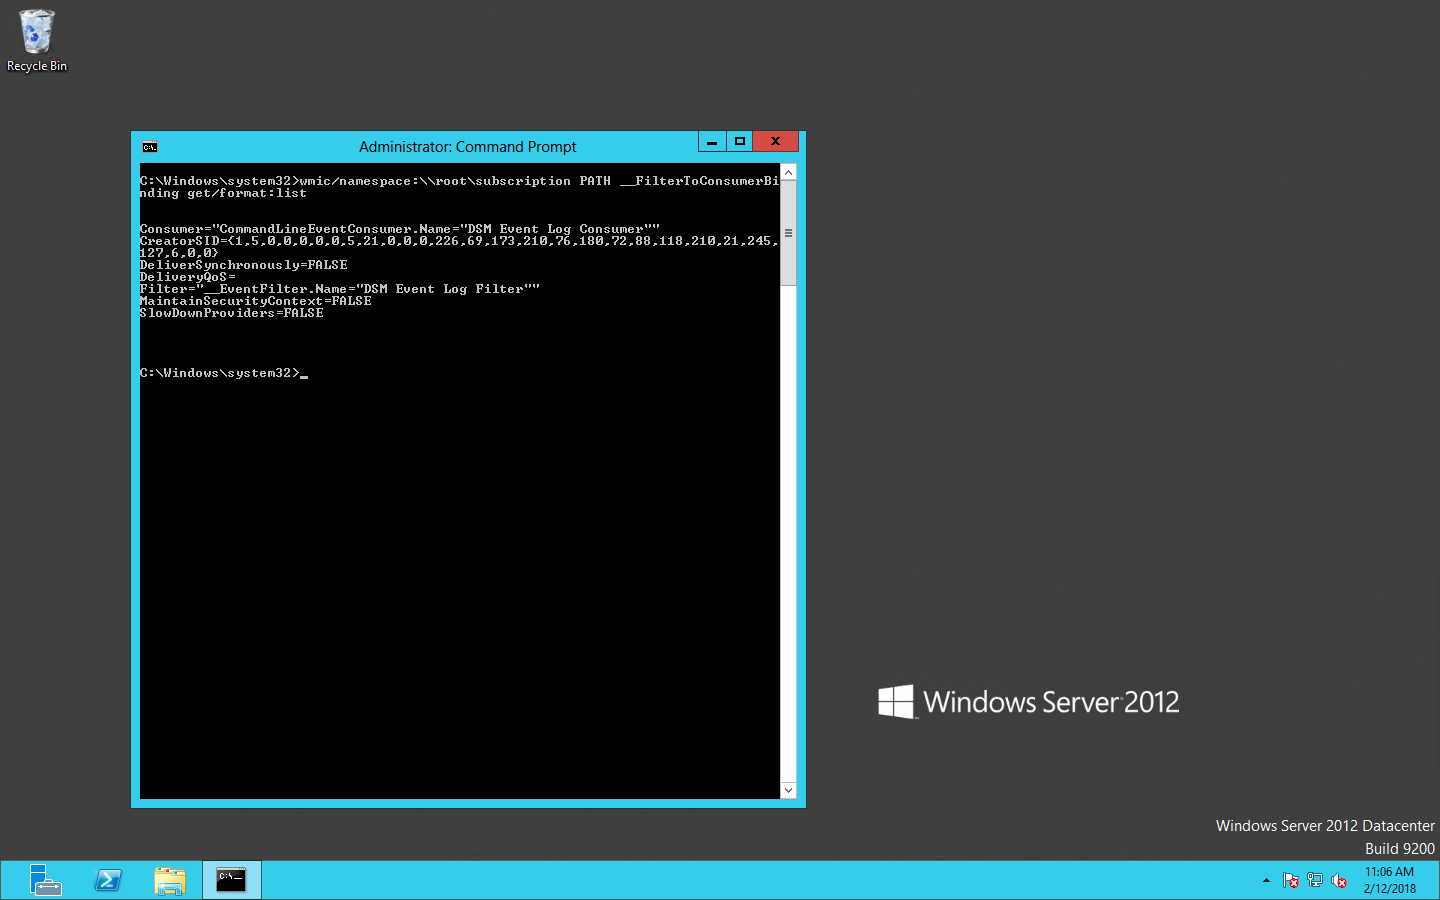 Recycle Bin
Administrator: Command Prompt
C:\Windows\system32>wmic/namespace:\\root\subscription PATH __FilterToConsumerBi
nding get/format:list
Consumer="CommandLineEventConsumer.Name="DSM Event Log Consumer""
CreatorSID={1,5,0,0,0,0,0,5,21,0,0,0,226,69,173,210,76,180,72,88,118,210,21,245,
127,6,0,0}
DeliverSynchronously=FALSE
DeliveryQoS=
Filter="__EventFilter.Name="DSM Event Log Filter""
MaintainSecurityContext=FALSE
SlowDownProviders=FALSE
C:\Windows\system32>
Windows Server 2012
Windows Server 2012 Datacenter
Build 9200
11:06 AM
2/12/2018